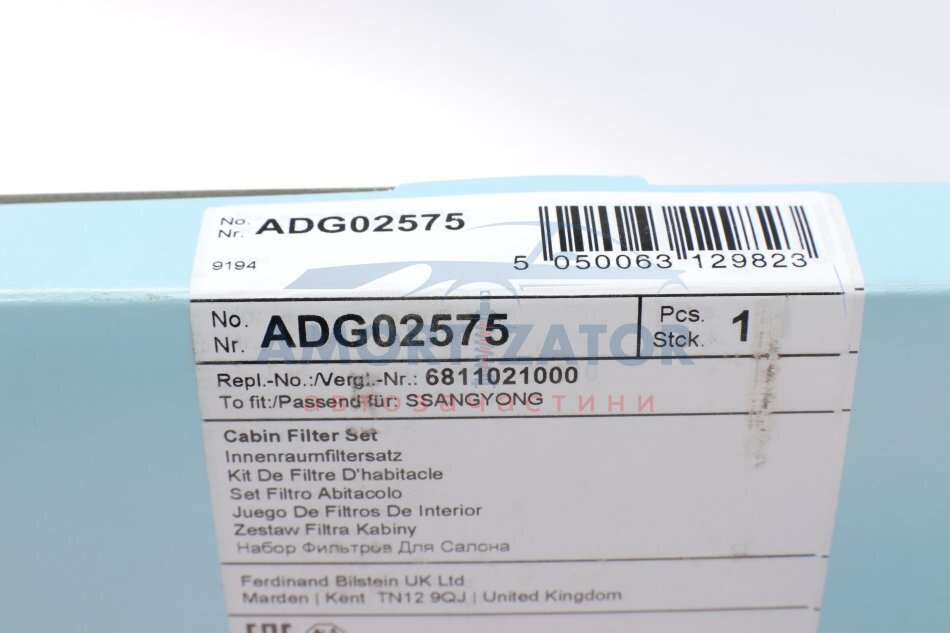 No.
Nr. ADG02575
9194
5 050063 129823
No.
Nr. ADG02575
Pcs.
Stck. 1
AMORTIZATOR
автозапчастини
Repl.-No.:/Vergl.-Nr.: 6811021000
To fit:/Passend für: SSANGYONG
Cabin Filter Set
Innenraumfiltersatz
Kit De Filtre D'habitacle
Set Filtro Abitacolo
Juego De Filtros De Interior
Zestaw Filtra Kabiny
Набор Фильтров Для Салона
Ferdinand Bilstein UK Ltd
Marden | Kent TN12 9QJ | United Kingdom